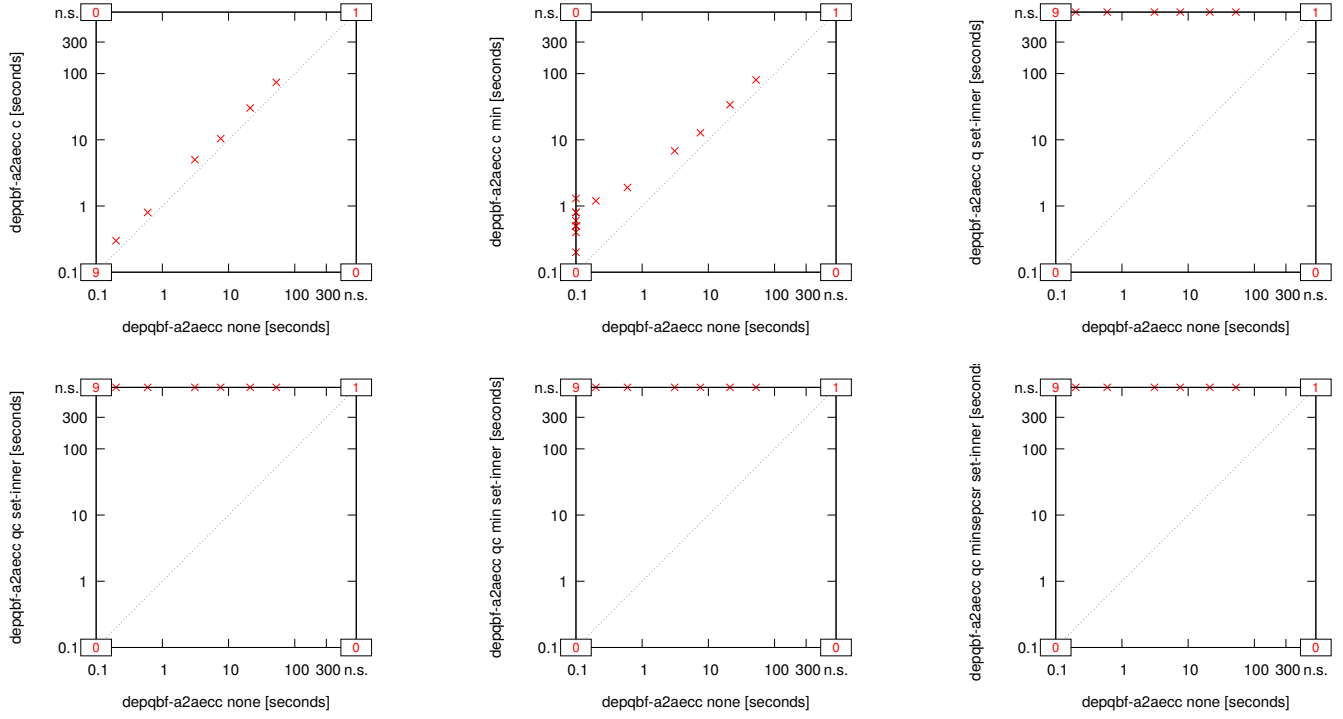 n.s. 0 1
300
100
10
1
0.1 9 0
0.1 1 10 100 300 n.s.
depqbf-a2aecc none [seconds]
depqbf-a2aecc c [seconds]
n.s. 0 1
300
100
10
1
0.1 0 0
0.1 1 10 100 300 n.s.
depqbf-a2aecc none [seconds]
depqbf-a2aecc c min [seconds]
n.s. 9 1
300
100
10
1
0.1 0 0
0.1 1 10 100 300 n.s.
depqbf-a2aecc none [seconds]
depqbf-a2aecc q set-inner [seconds]
n.s. 9 1
300
100
10
1
0.1 0 0
0.1 1 10 100 300 n.s.
depqbf-a2aecc none [seconds]
depqbf-a2aecc qc set-inner [seconds]
n.s. 9 1
300
100
10
1
0.1 0 0
0.1 1 10 100 300 n.s.
depqbf-a2aecc none [seconds]
depqbf-a2aecc qc min set-inner [seconds]
n.s. 9 1
300
100
10
1
0.1 0 0
0.1 1 10 100 300 n.s.
depqbf-a2aecc none [seconds]
depqbf-a2aecc qc minsepcsr set-inner [second